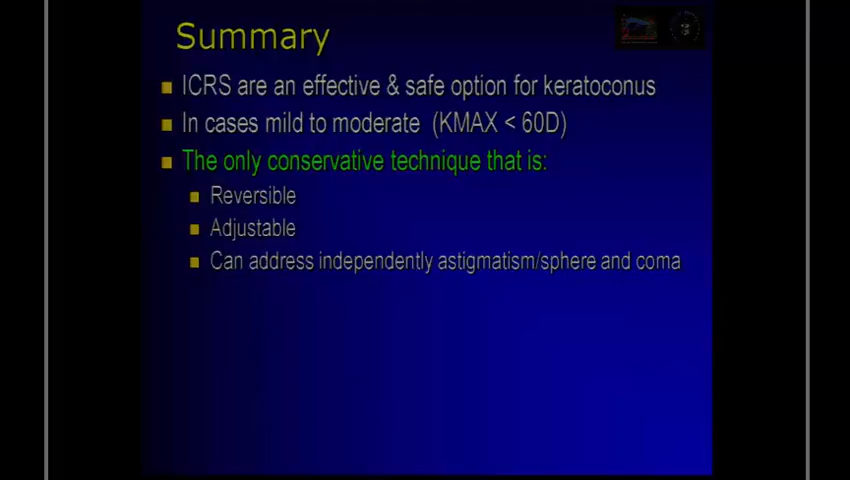 Summary
ICRS are an effective & safe option for keratoconus
In cases mild to moderate (KMAX < 60D)
The only conservative technique that is:
Reversible
Adjustable
Can address independently astigmatism/sphere and coma